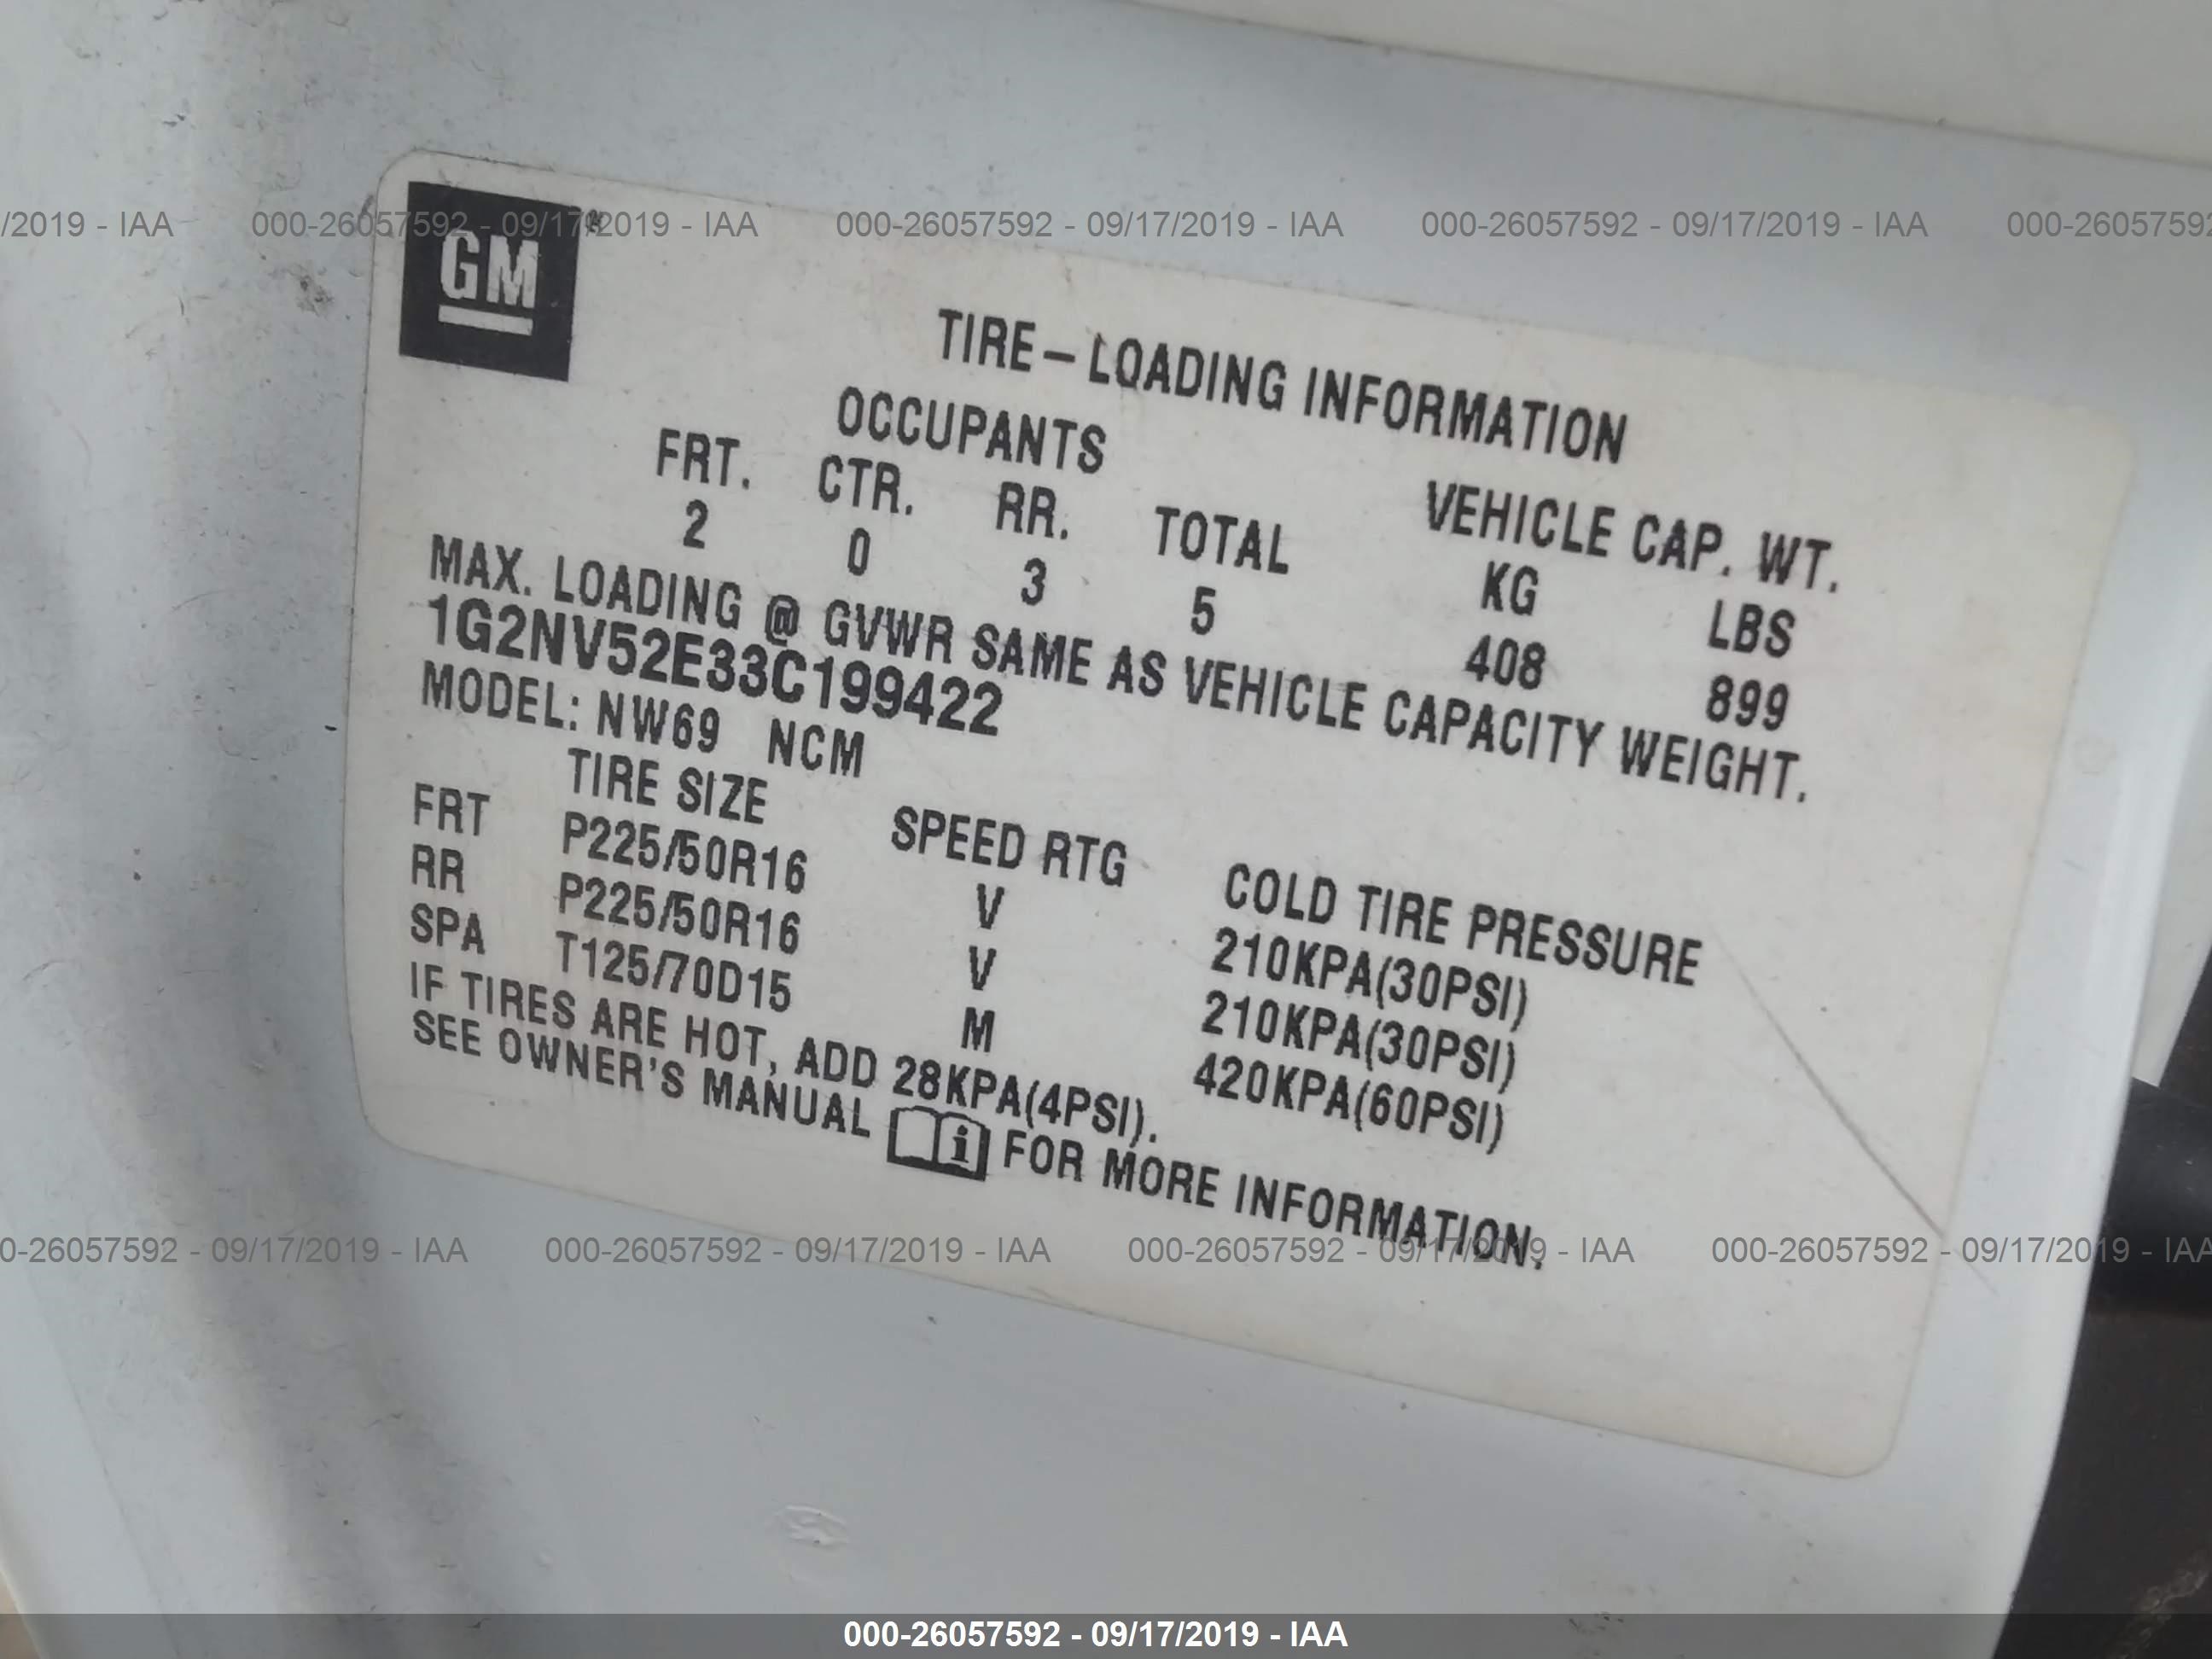 /2019 - IAA 000-26057592 - 09/17/2019 - IAA 000-26057592 - 09/17/2019 - IAA 000-26057592 - 09/17/2019 - IAA 000-26057592
GM
TIRE – LOADING INFORMATION
OCCUPANTS VEHICLE CAP. WT.
FRT. CTR. RR. TOTAL KG LBS
2 0 3 5 408 899
MAX. LOADING @ GVWR SAME AS VEHICLE CAPACITY WEIGHT.
1G2NV52E33C199422
MODEL: NW69 NCM
TIRE SIZE SPEED RTG COLD TIRE PRESSURE
FRT P225/50R16 V 210KPA(30PSI)
RR P225/50R16 V 210KPA(30PSI)
SPA T125/70D15 M 420KPA(60PSI)
IF TIRES ARE HOT, ADD 28KPA(4PSI).
SEE OWNER'S MANUAL i FOR MORE INFORMATION.
0-26057592 - 09/17/2019 - IAA 000-26057592 - 09/17/2019 - IAA 000-26057592 - 09/17/2019 - IAA 000-26057592 - 09/17/2019 - IAA
000-26057592 - 09/17/2019 - IAA